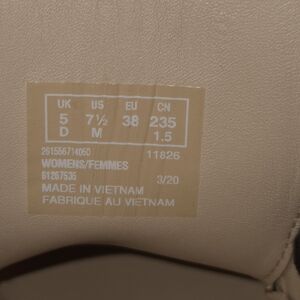 UK US EU CN
5 7½ 38 235
D M 1.5
261556714050 11826
WOMENS/FEMMES
61267535 3/20
MADE IN VIETNAM
FABRIQUE AU VIETNAM